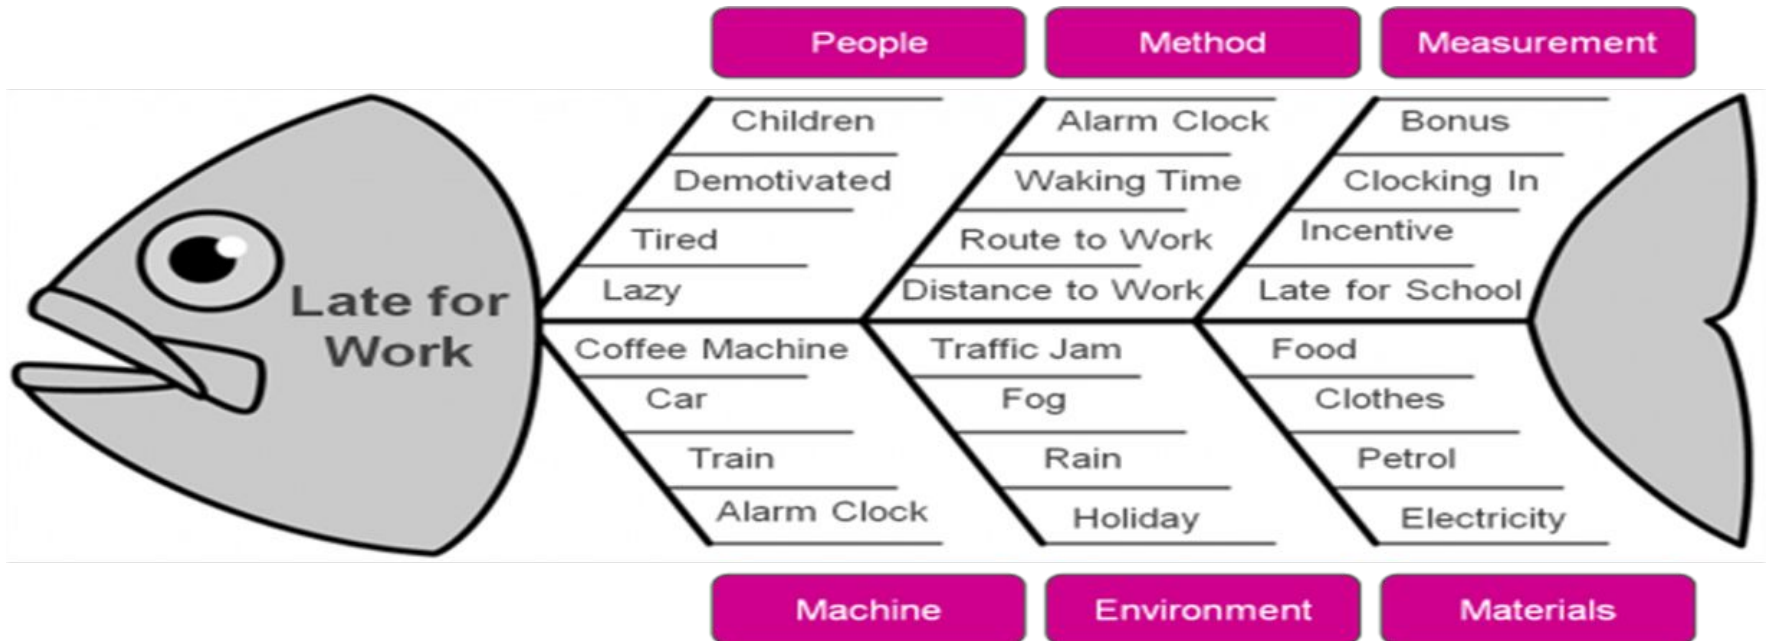 People
Method
Measurement
Children
Demotivated
Tired
Lazy
Alarm Clock
Waking Time
Route to Work
Distance to Work
Bonus
Clocking In
Incentive
Late for School
Late for
Work
Coffee Machine
Car
Train
Alarm Clock
Traffic Jam
Fog
Rain
Holiday
Food
Clothes
Petrol
Electricity
Machine
Environment
Materials